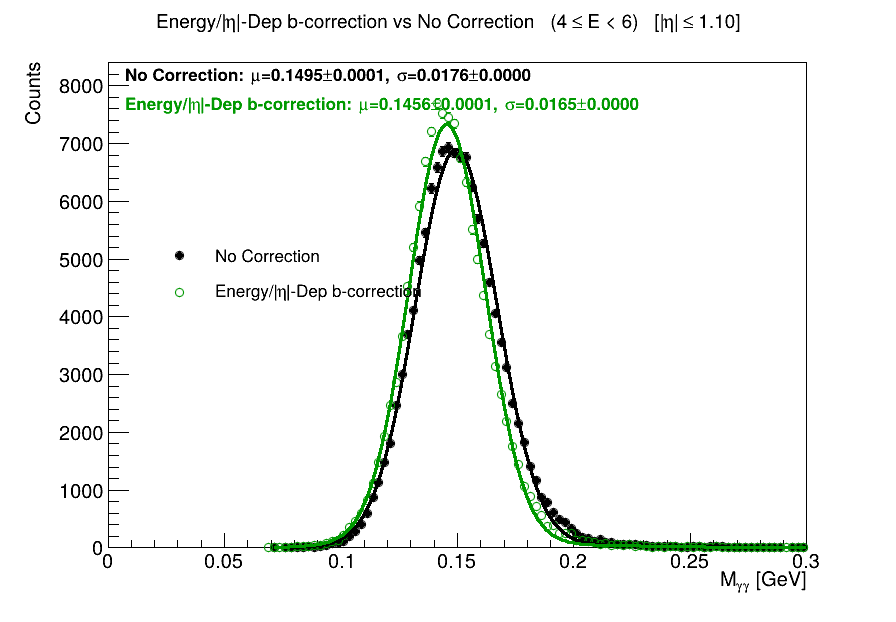 Energy/|η|-Dep b-correction vs No Correction (4 ≤ E < 6) [|η| ≤ 1.10]
Counts
No Correction: μ=0.1495±0.0001, σ=0.0176±0.0000
Energy/|η|-Dep b-correction: μ=0.1456±0.0001, σ=0.0165±0.0000
8000
7000
6000
5000
4000
3000
2000
1000
0
No Correction
Energy/|η|-Dep b-correction
0 0.05 0.1 0.15 0.2 0.25 0.3
Mγγ [GeV]